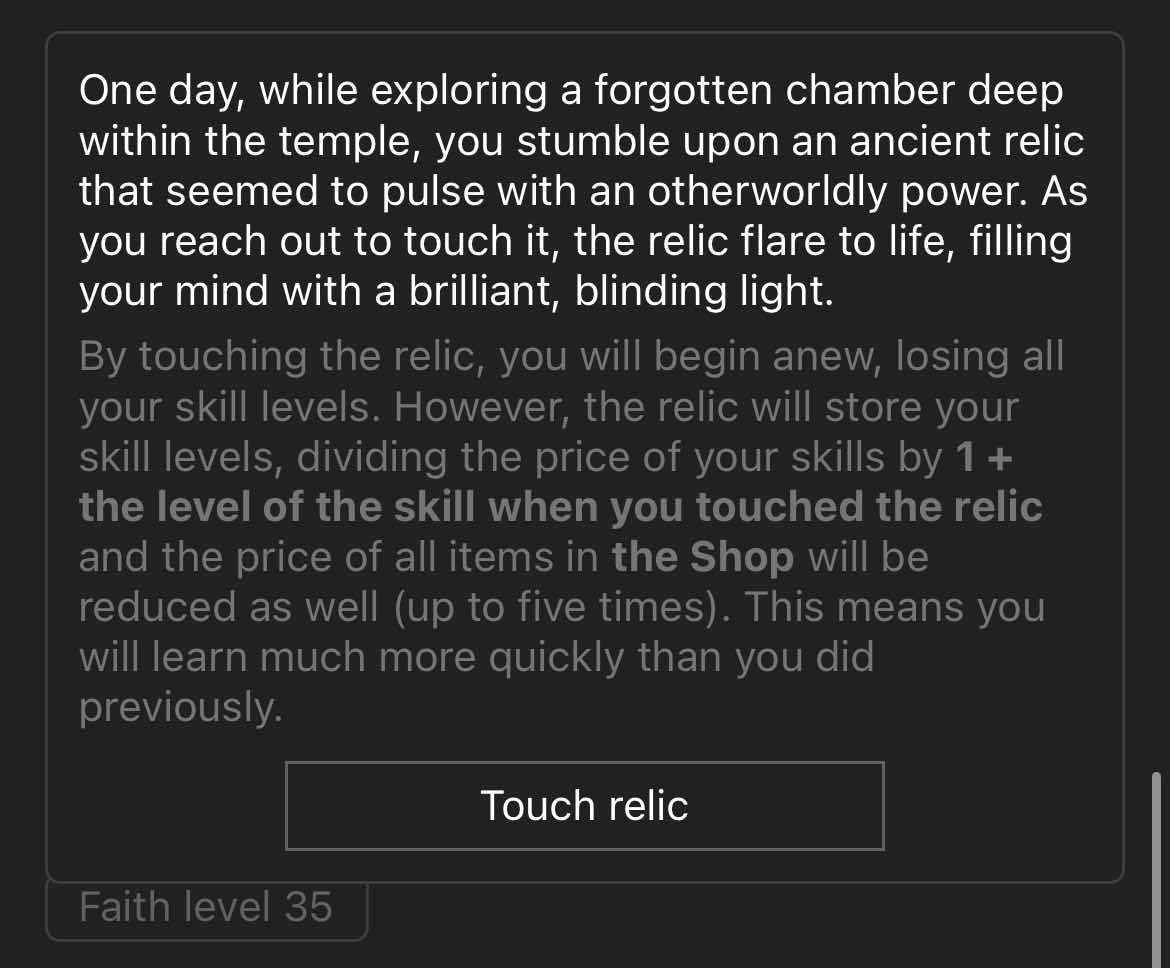 One day, while exploring a forgotten chamber deep
within the temple, you stumble upon an ancient relic
that seemed to pulse with an otherworldly power. As
you reach out to touch it, the relic flare to life, filling
your mind with a brilliant, blinding light.
By touching the relic, you will begin anew, losing all
your skill levels. However, the relic will store your
skill levels, dividing the price of your skills by 1 +
the level of the skill when you touched the relic
and the price of all items in the Shop will be
reduced as well (up to five times). This means you
will learn much more quickly than you did
previously.
Touch relic
Faith level 35